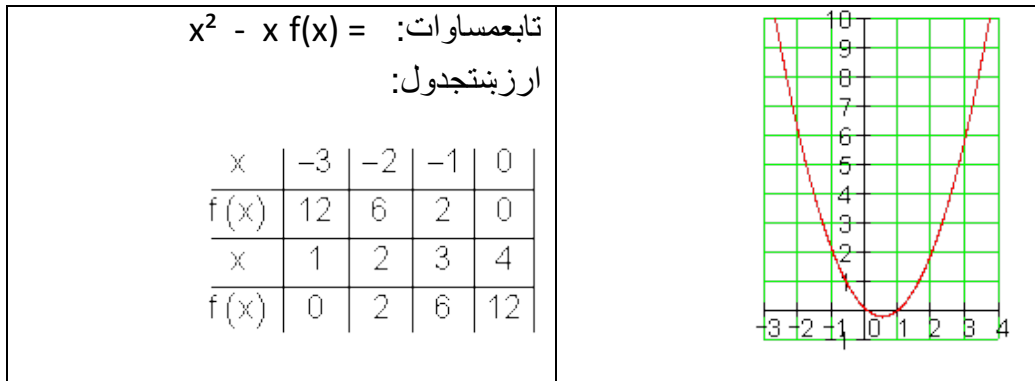 تابعمساوات: x² - x f(x) =
ارزښتجدول:
x | –3 | –2 | –1 | 0
f (x) | 12 | 6 | 2 | 0
x | 1 | 2 | 3 | 4
f (x) | 0 | 2 | 6 | 12
10
9
8
7
6
5
4
3
2
1
-3 -2 -1 0 1 2 3 4
-1